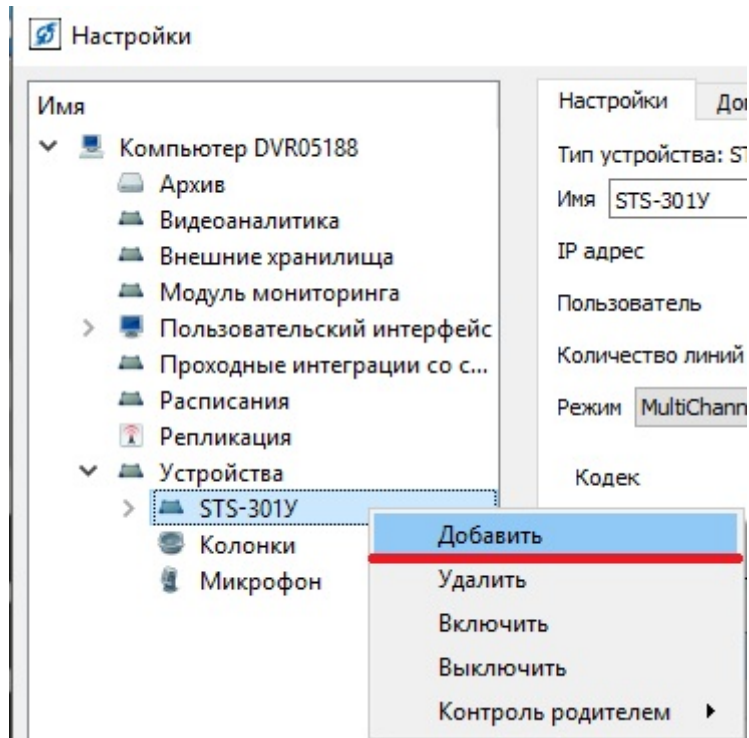 Настройки
Имя
Компьютер DVR05188
Архив
Видеоаналитика
Внешние хранилища
Модуль мониторинга
Пользовательский интерфейс
Проходные интеграции со с...
Расписания
Репликация
Устройства
STS-301У
Колонки
Микрофон
Настройки
Тип устройства:
Имя STS-301У
IP адрес
Пользователь
Количество линий
Режим
Кодек
Добавить
Удалить
Включить
Выключить
Контроль родителем